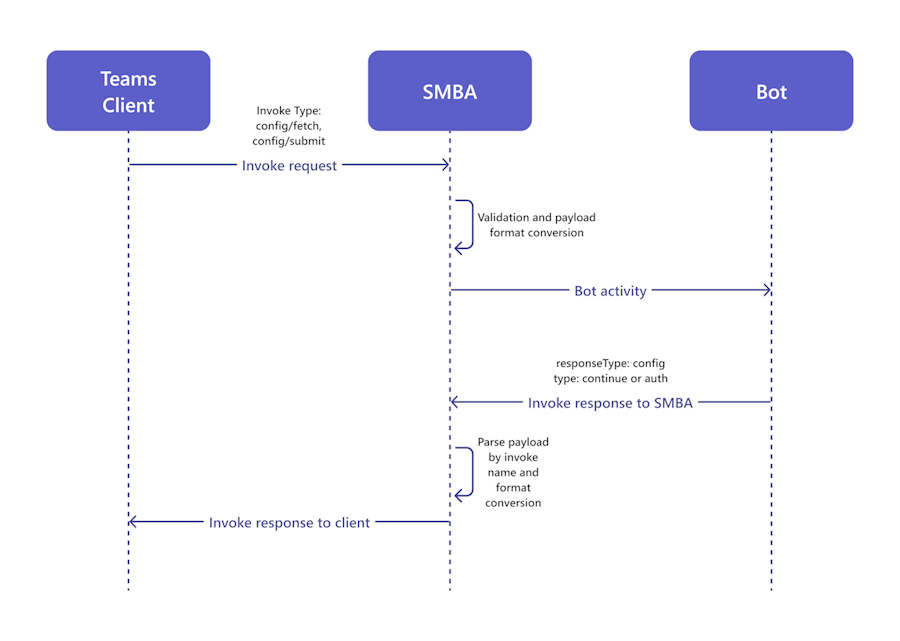 Teams
Client
SMBA
Bot
Invoke Type:
config/fetch,
config/submit
Invoke request
Validation and payload
format conversion
Bot activity
responseType: config
type: continue or auth
Invoke response to SMBA
Parse payload
by invoke
name and
format
conversion
Invoke response to client